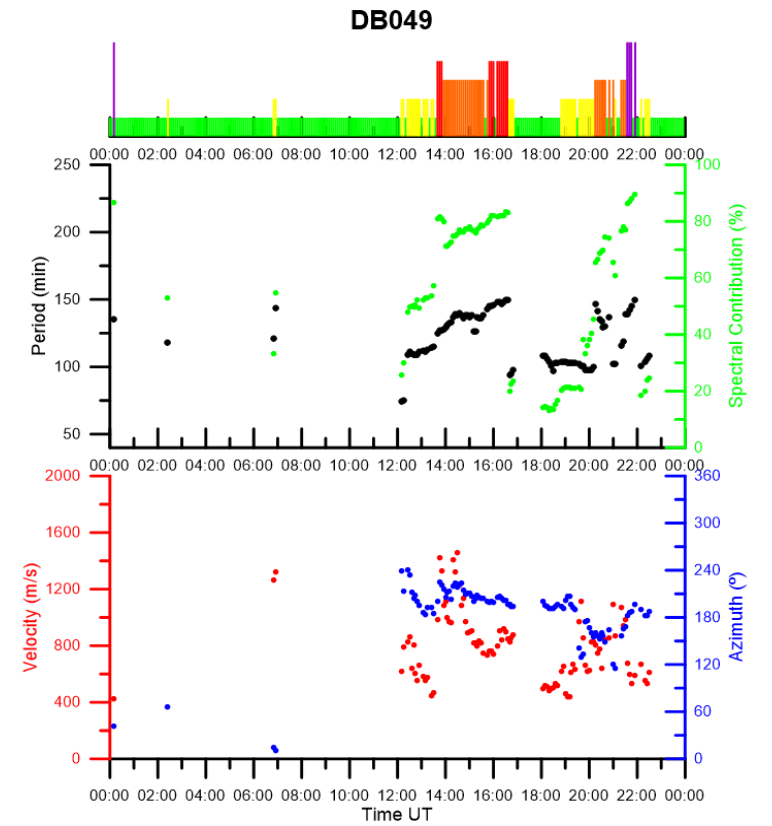 DB049
00:00 02:00 04:00 06:00 08:00 10:00 12:00 14:00 16:00 18:00 20:00 22:00 00:00
250 100
200 80
150 60
100 40
50 20
0
Period (min)
Spectral Contribution (%)
00:00 02:00 04:00 06:00 08:00 10:00 12:00 14:00 16:00 18:00 20:00 22:00 00:00
2000 360
1600 300
1200 240
800 180
400 120
0 60
0
Velocity (m/s)
Azimuth (º)
00:00 02:00 04:00 06:00 08:00 10:00 12:00 14:00 16:00 18:00 20:00 22:00 00:00
Time UT